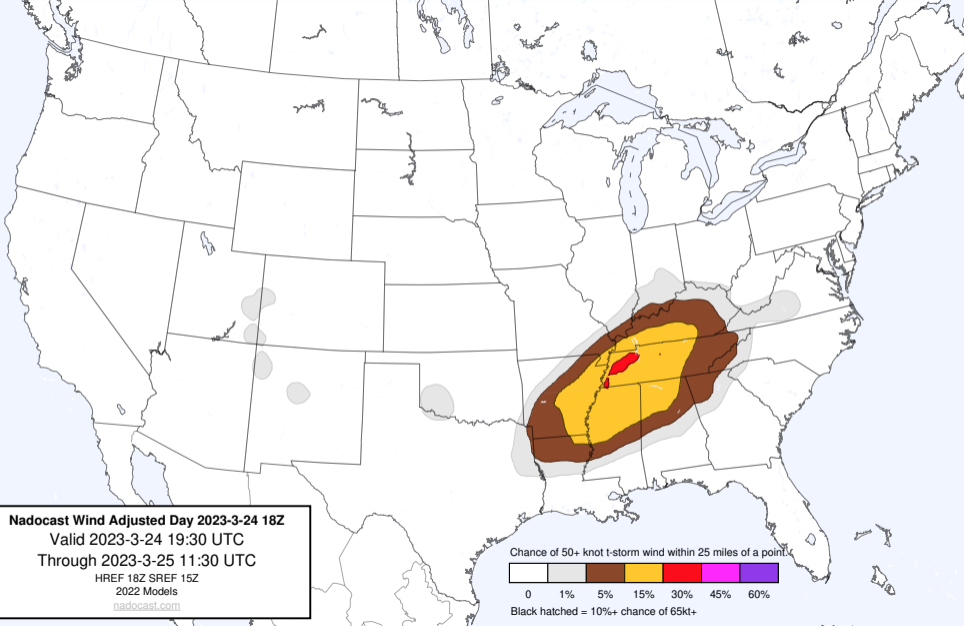 Nadocast Wind Adjusted Day 2023-3-24 18Z
Valid 2023-3-24 19:30 UTC
Through 2023-3-25 11:30 UTC
HREF 18Z SREF 15Z
2022 Models
nadocast.com
Chance of 50+ knot t-storm wind within 25 miles of a point.
0 1% 5% 15% 30% 45% 60%
Black hatched = 10%+ chance of 65kt+